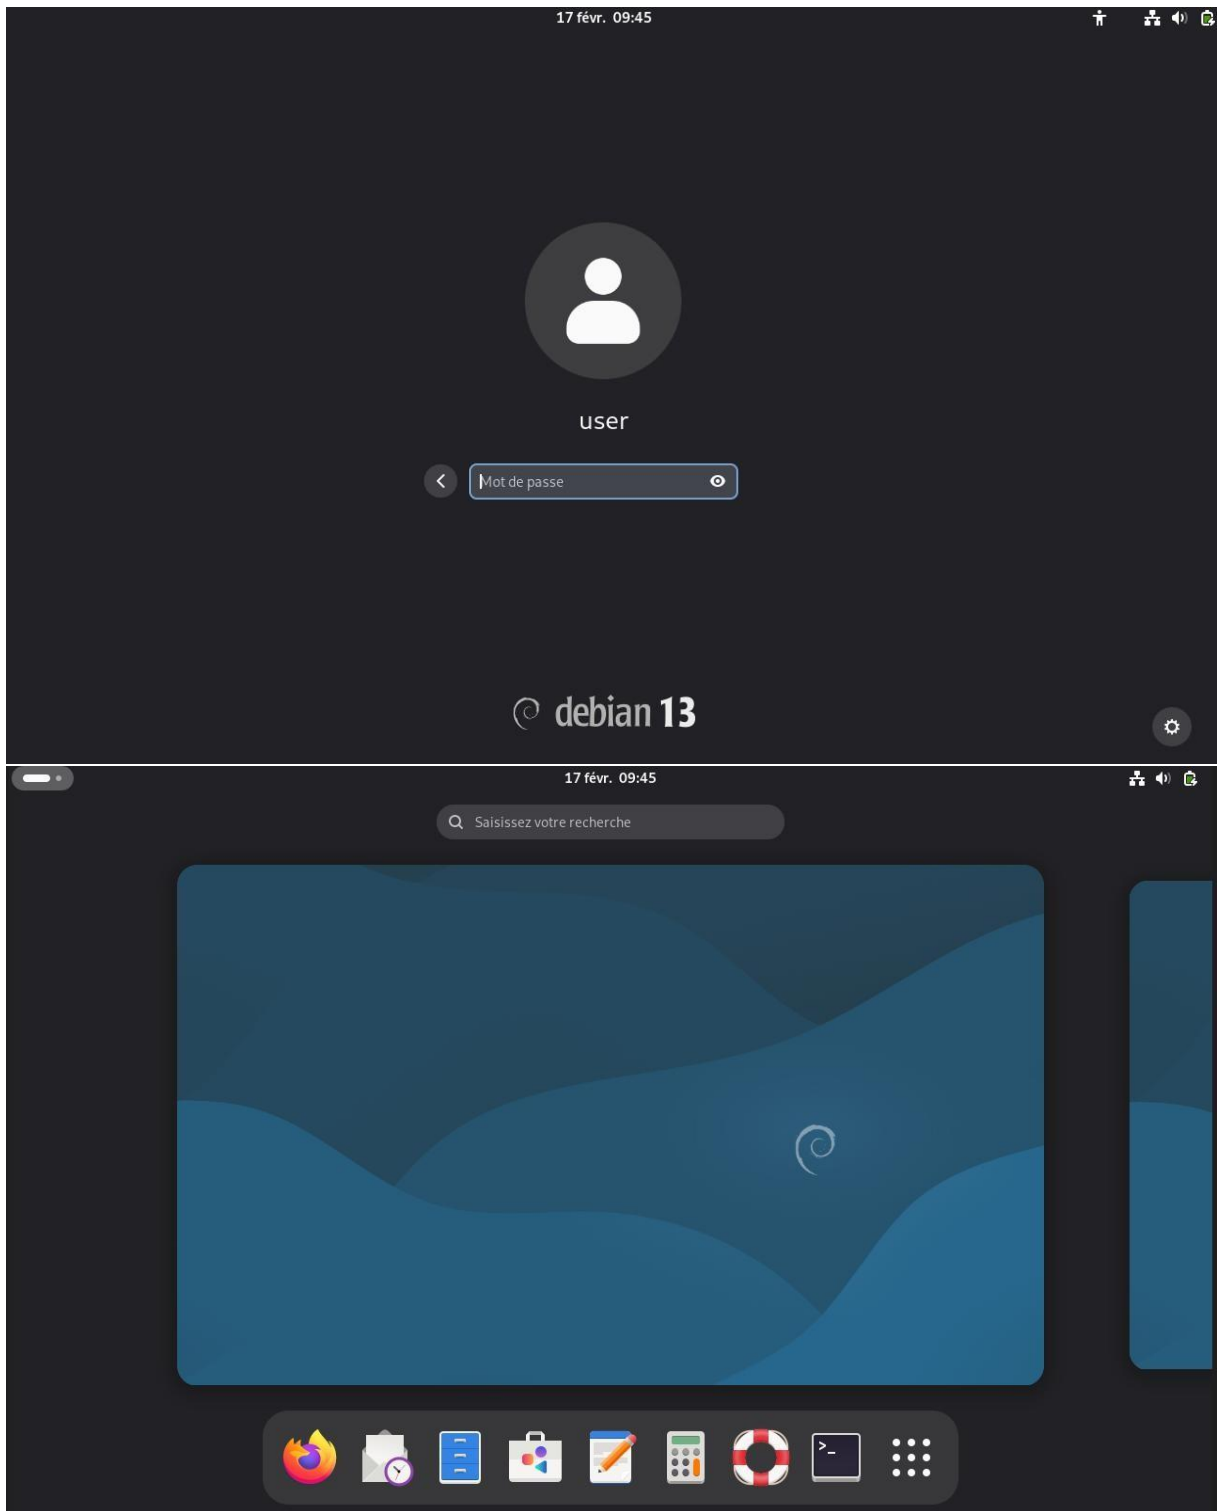 17 févr. 09:45
user
Mot de passe
debian 13
17 févr. 09:45
Saisissez votre recherche
>_